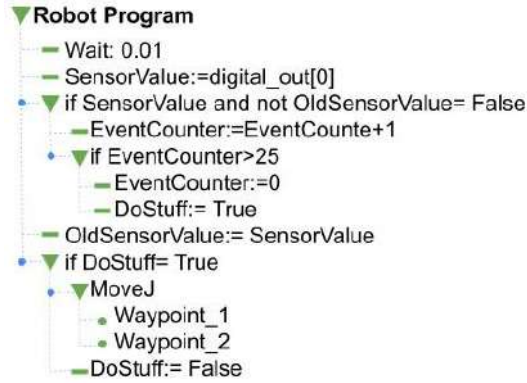 Robot Program
Wait: 0.01
SensorValue:=digital_out[0]
if SensorValue and not OldSensorValue= False
EventCounter:=EventCounte+1
if EventCounter>25
EventCounter:=0
DoStuff:= True
OldSensorValue:= SensorValue
if DoStuff= True
MoveJ
Waypoint_1
Waypoint_2
DoStuff:= False